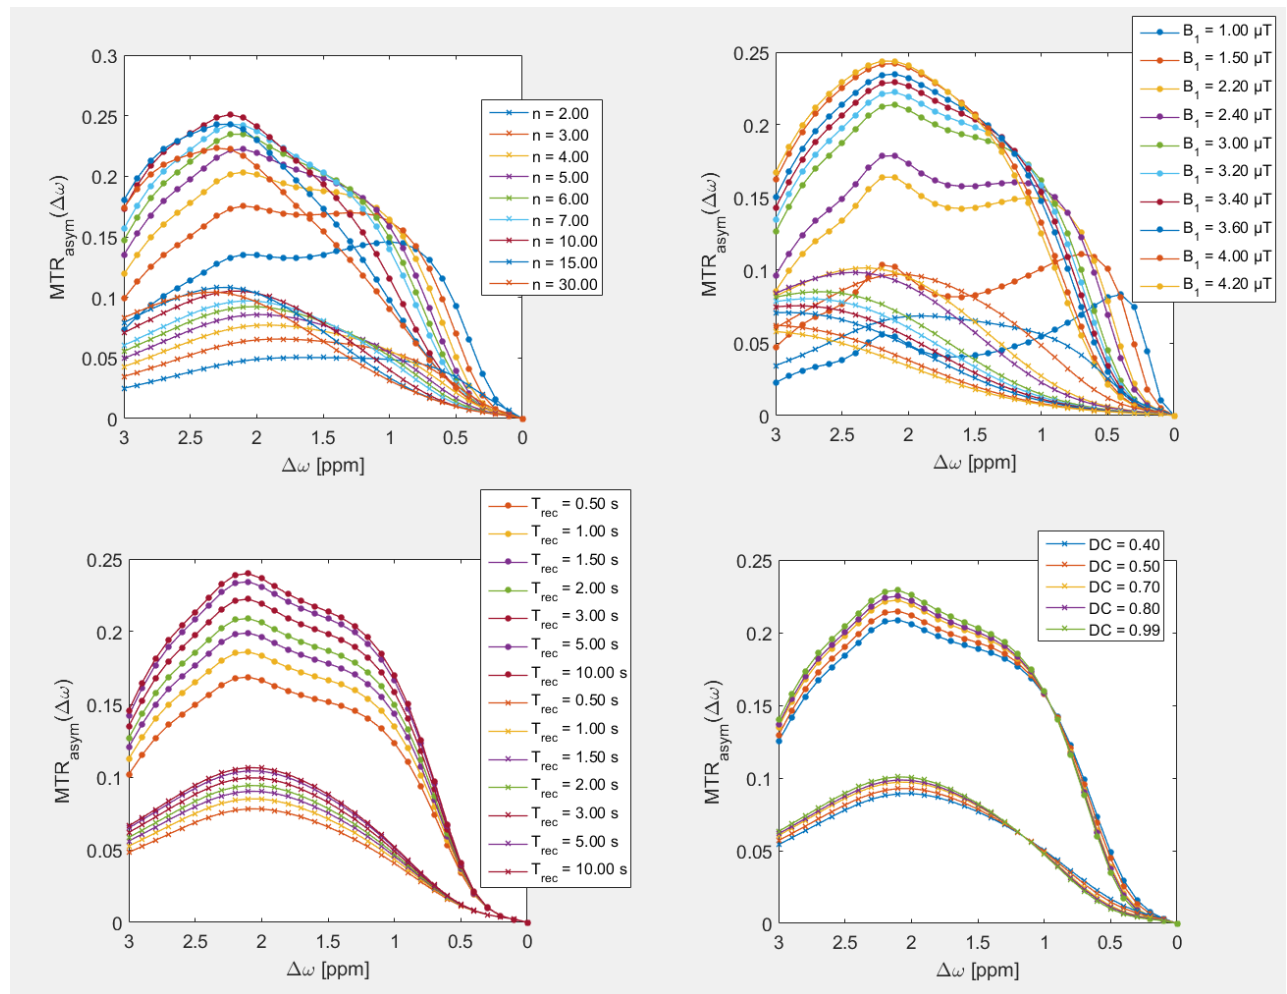 0.3
0.25
0.2
0.15
0.1
0.05
0
MTR_asym(Δω)
3 2.5 2 1.5 1 0.5 0
Δω [ppm]
n = 2.00
n = 3.00
n = 4.00
n = 5.00
n = 6.00
n = 7.00
n = 10.00
n = 15.00
n = 30.00
0.25
0.2
0.15
0.1
0.05
0
MTR_asym(Δω)
3 2.5 2 1.5 1 0.5 0
Δω [ppm]
B_1 = 1.00 μT
B_1 = 1.50 μT
B_1 = 2.20 μT
B_1 = 2.40 μT
B_1 = 3.00 μT
B_1 = 3.20 μT
B_1 = 3.40 μT
B_1 = 3.60 μT
B_1 = 4.00 μT
B_1 = 4.20 μT
0.25
0.2
0.15
0.1
0.05
0
MTR_asym(Δω)
3 2.5 2 1.5 1 0.5 0
Δω [ppm]
T_rec = 0.50 s
T_rec = 1.00 s
T_rec = 1.50 s
T_rec = 2.00 s
T_rec = 3.00 s
T_rec = 5.00 s
T_rec = 10.00 s
T_rec = 0.50 s
T_rec = 1.00 s
T_rec = 1.50 s
T_rec = 2.00 s
T_rec = 3.00 s
T_rec = 5.00 s
T_rec = 10.00 s
0.25
0.2
0.15
0.1
0.05
0
MTR_asym(Δω)
3 2.5 2 1.5 1 0.5 0
Δω [ppm]
DC = 0.40
DC = 0.50
DC = 0.70
DC = 0.80
DC = 0.99